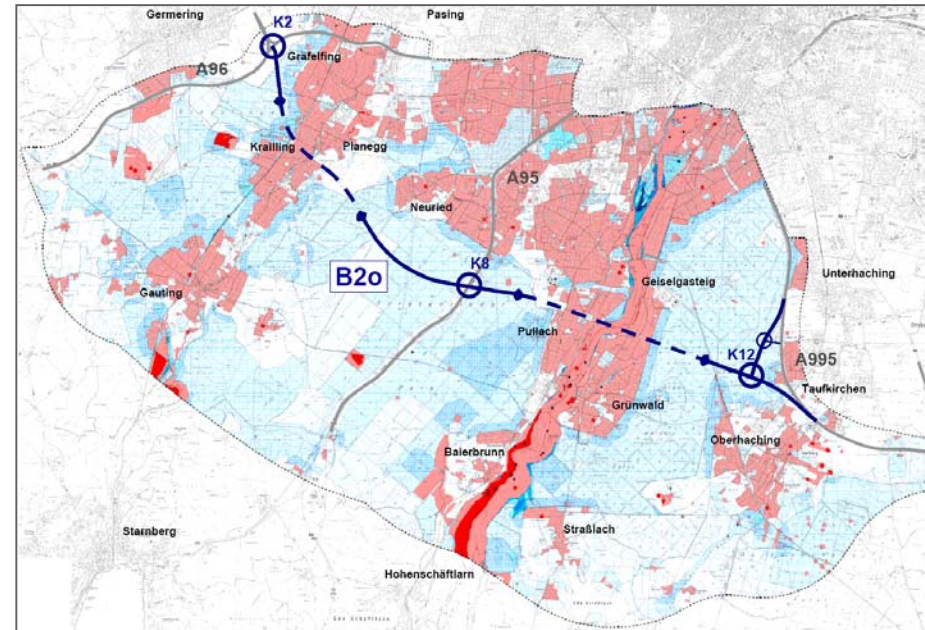 Germering
Pasing
K2
Gräfelfing
A96
Krailling
Planegg
A95
Neuried
K8
Unterhaching
Geiselgasteig
B2o
Gauting
Pullach
K12
A995
Taufkirchen
Grünwald
Oberhaching
Baierbrunn
Straßlach
Starnberg
Hohenschäftlarn